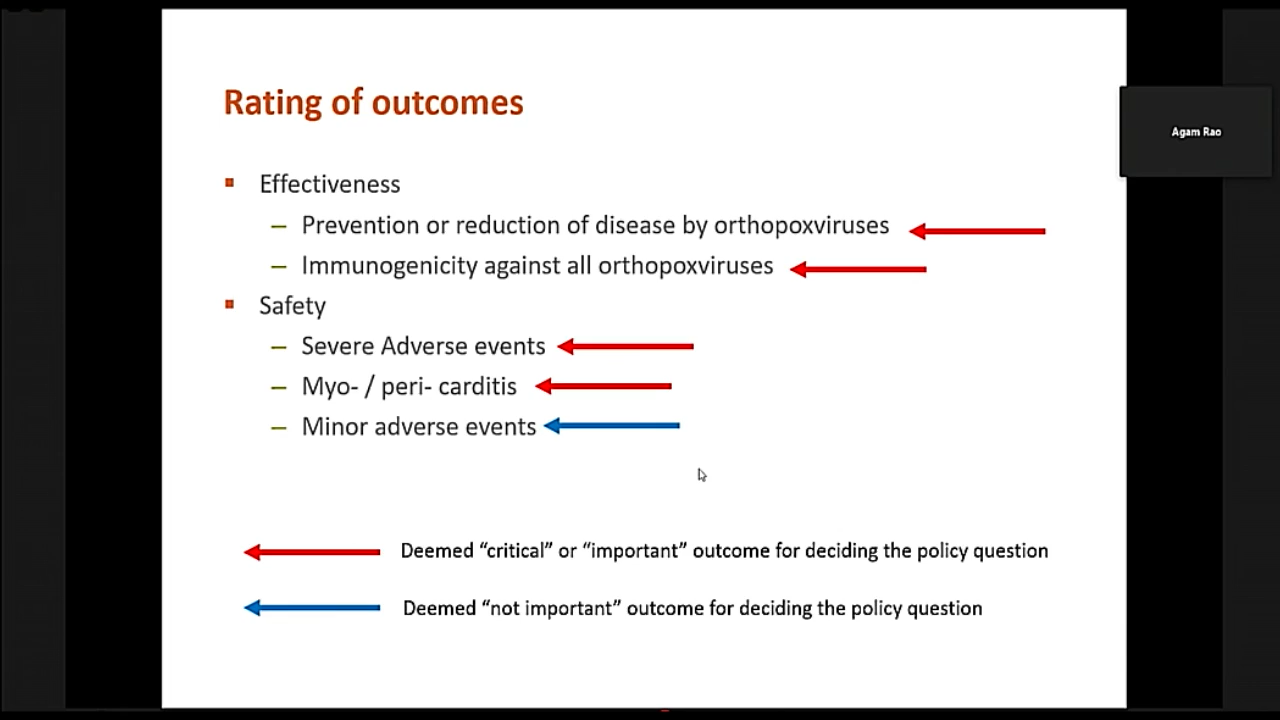 Rating of outcomes
Agam Rao
Effectiveness
– Prevention or reduction of disease by orthopoxviruses
– Immunogenicity against all orthopoxviruses
Safety
– Severe Adverse events
– Myo- / peri- carditis
– Minor adverse events
Deemed “critical” or “important” outcome for deciding the policy question
Deemed “not important” outcome for deciding the policy question